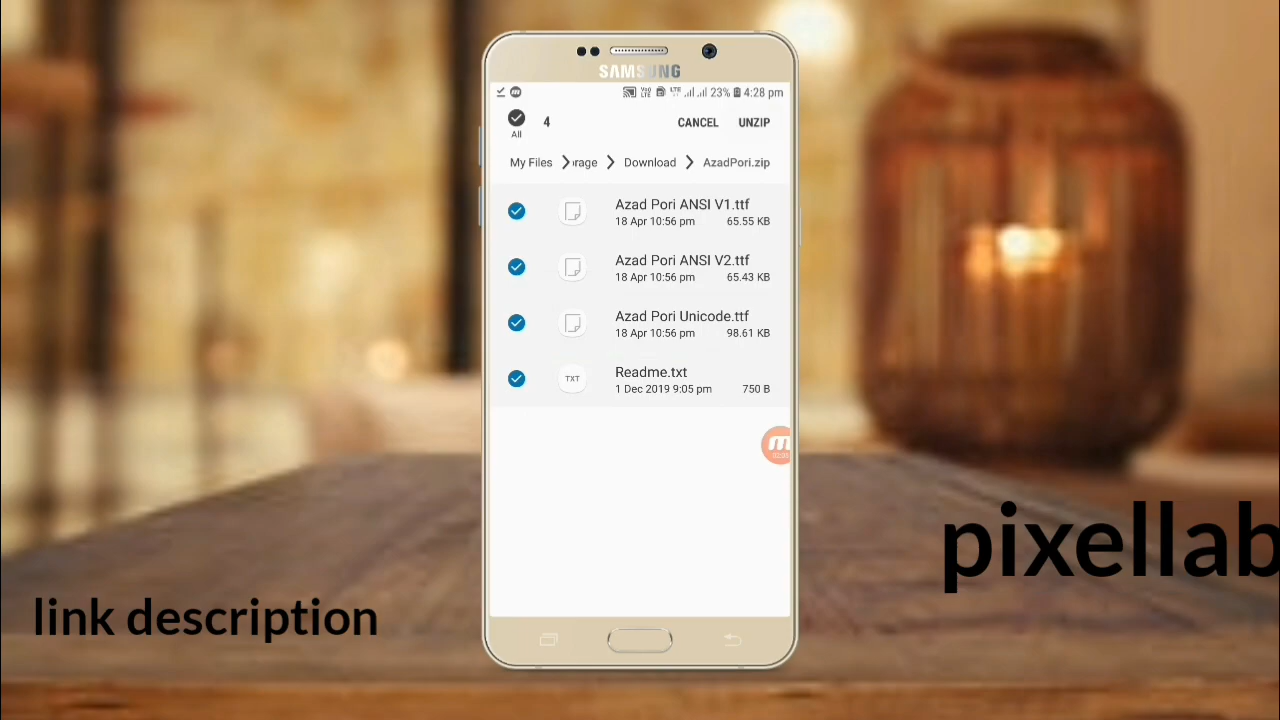 SAMSUNG
VoLTE LTE 23% 4:28 pm
All 4 CANCEL UNZIP
My Files rage Download AzadPori.zip
Azad Pori ANSI V1.ttf
18 Apr 10:56 pm 65.55 KB
Azad Pori ANSI V2.ttf
18 Apr 10:56 pm 65.43 KB
Azad Pori Unicode.ttf
18 Apr 10:56 pm 98.61 KB
TXT Readme.txt
1 Dec 2019 9:05 pm 750 B
pixellab
link description